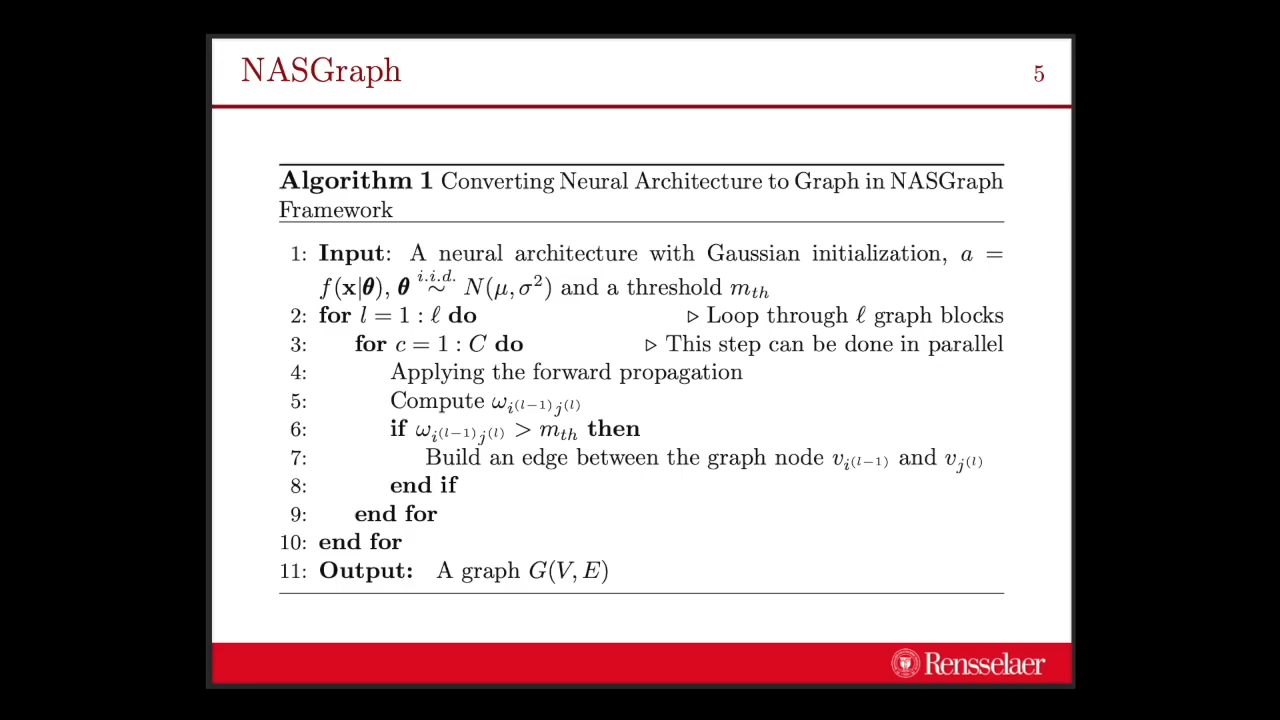 NASGraph
5
Algorithm 1 Converting Neural Architecture to Graph in NASGraph
Framework
1: Input: A neural architecture with Gaussian initialization, a =
f(x|θ), θ i.i.d. ∼ N(μ, σ²) and a threshold m_th
2: for l = 1 : ℓ do ▷ Loop through ℓ graph blocks
3: for c = 1 : C do ▷ This step can be done in parallel
4: Applying the forward propagation
5: Compute ω_{i^{(l−1)}j^{(l)}}
6: if ω_{i^{(l−1)}j^{(l)}} > m_th then
7: Build an edge between the graph node v_{i^{(l−1)}} and v_{j^{(l)}}
8: end if
9: end for
10: end for
11: Output: A graph G(V, E)
Rensselaer